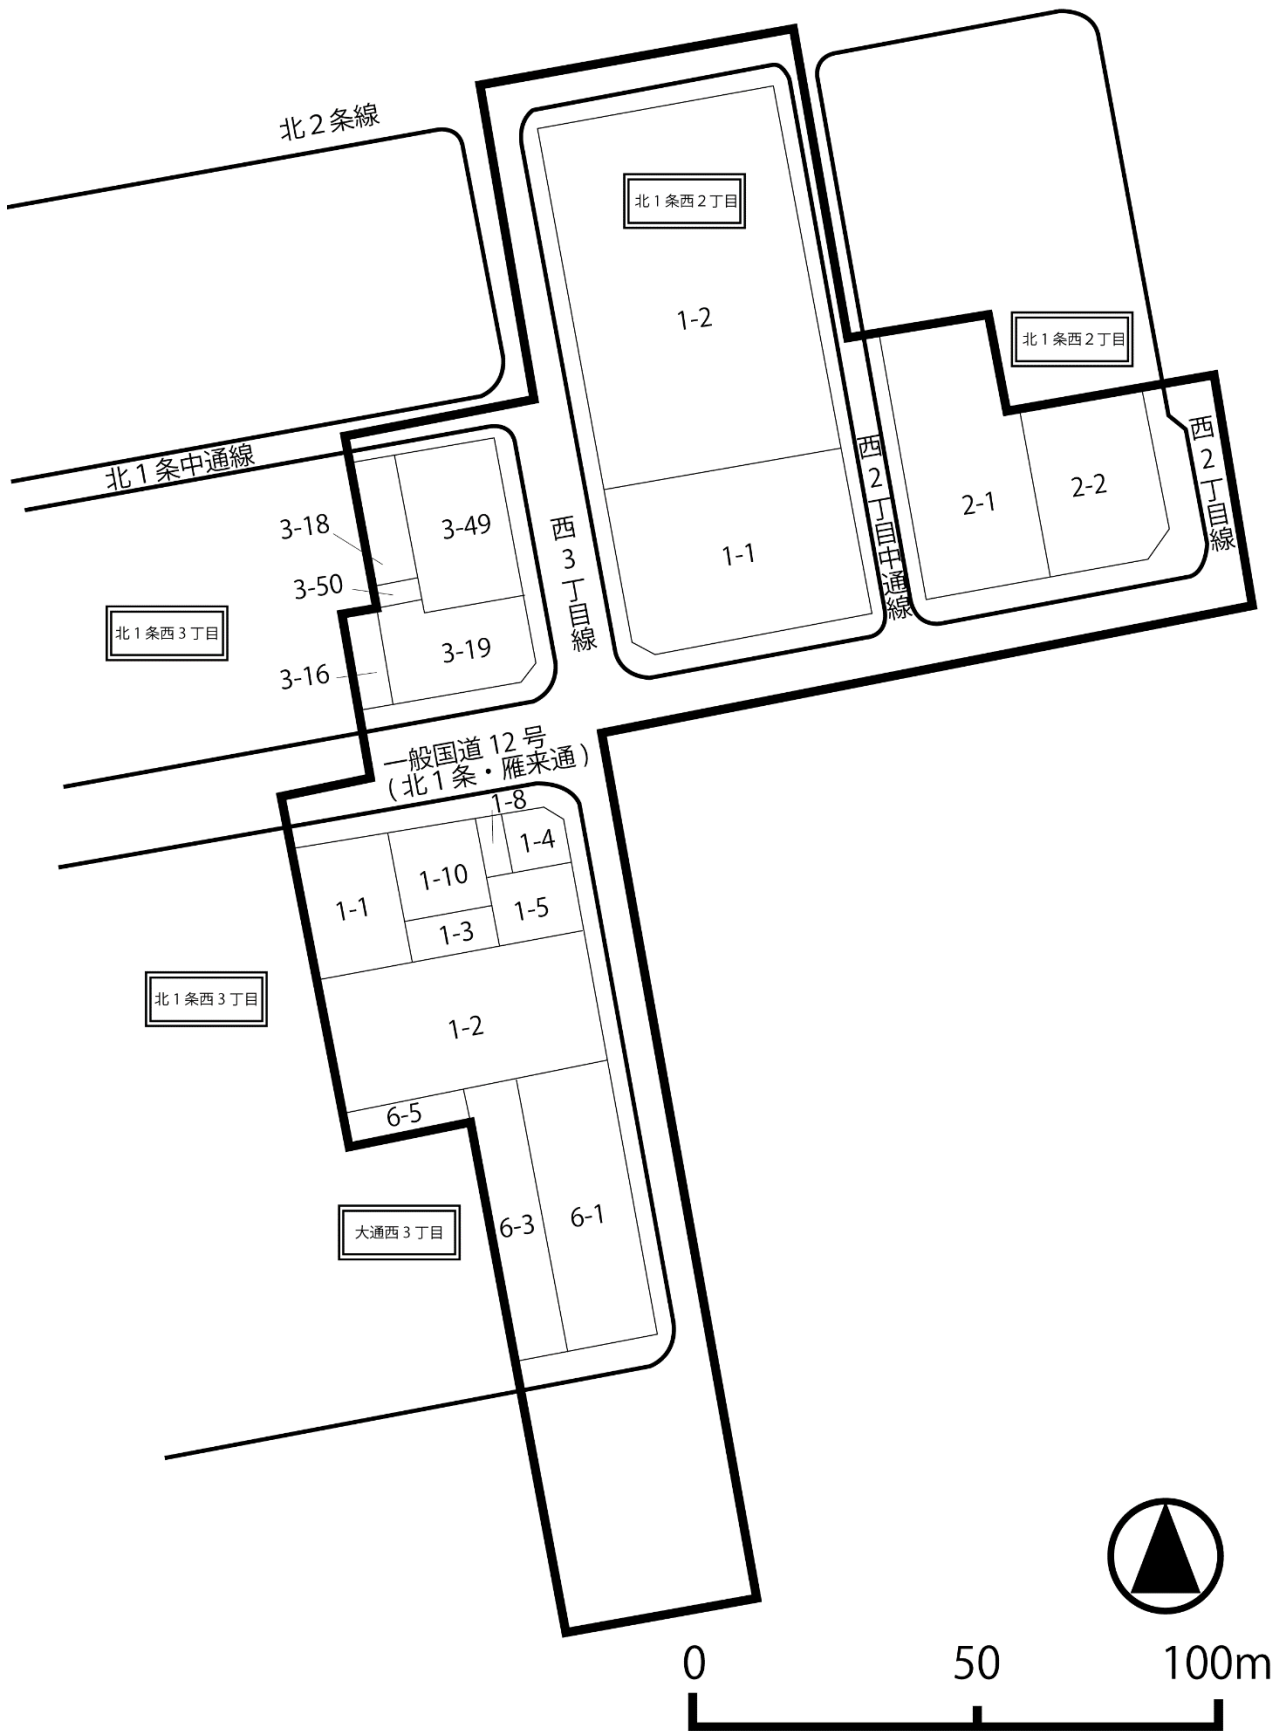 北２条線
北１条西２丁目
1-2
北１条西２丁目
北１条中通線
西２丁目中通線
西２丁目線
3-18
3-49
西３丁目線
2-1
2-2
1-1
3-50
北１条西３丁目
3-16
3-19
一般国道 12 号
（北１条・雁来通）
1-8
1-4
1-10
1-1
1-5
1-3
北１条西３丁目
1-2
6-5
大通西３丁目
6-3
6-1
0 50 100m